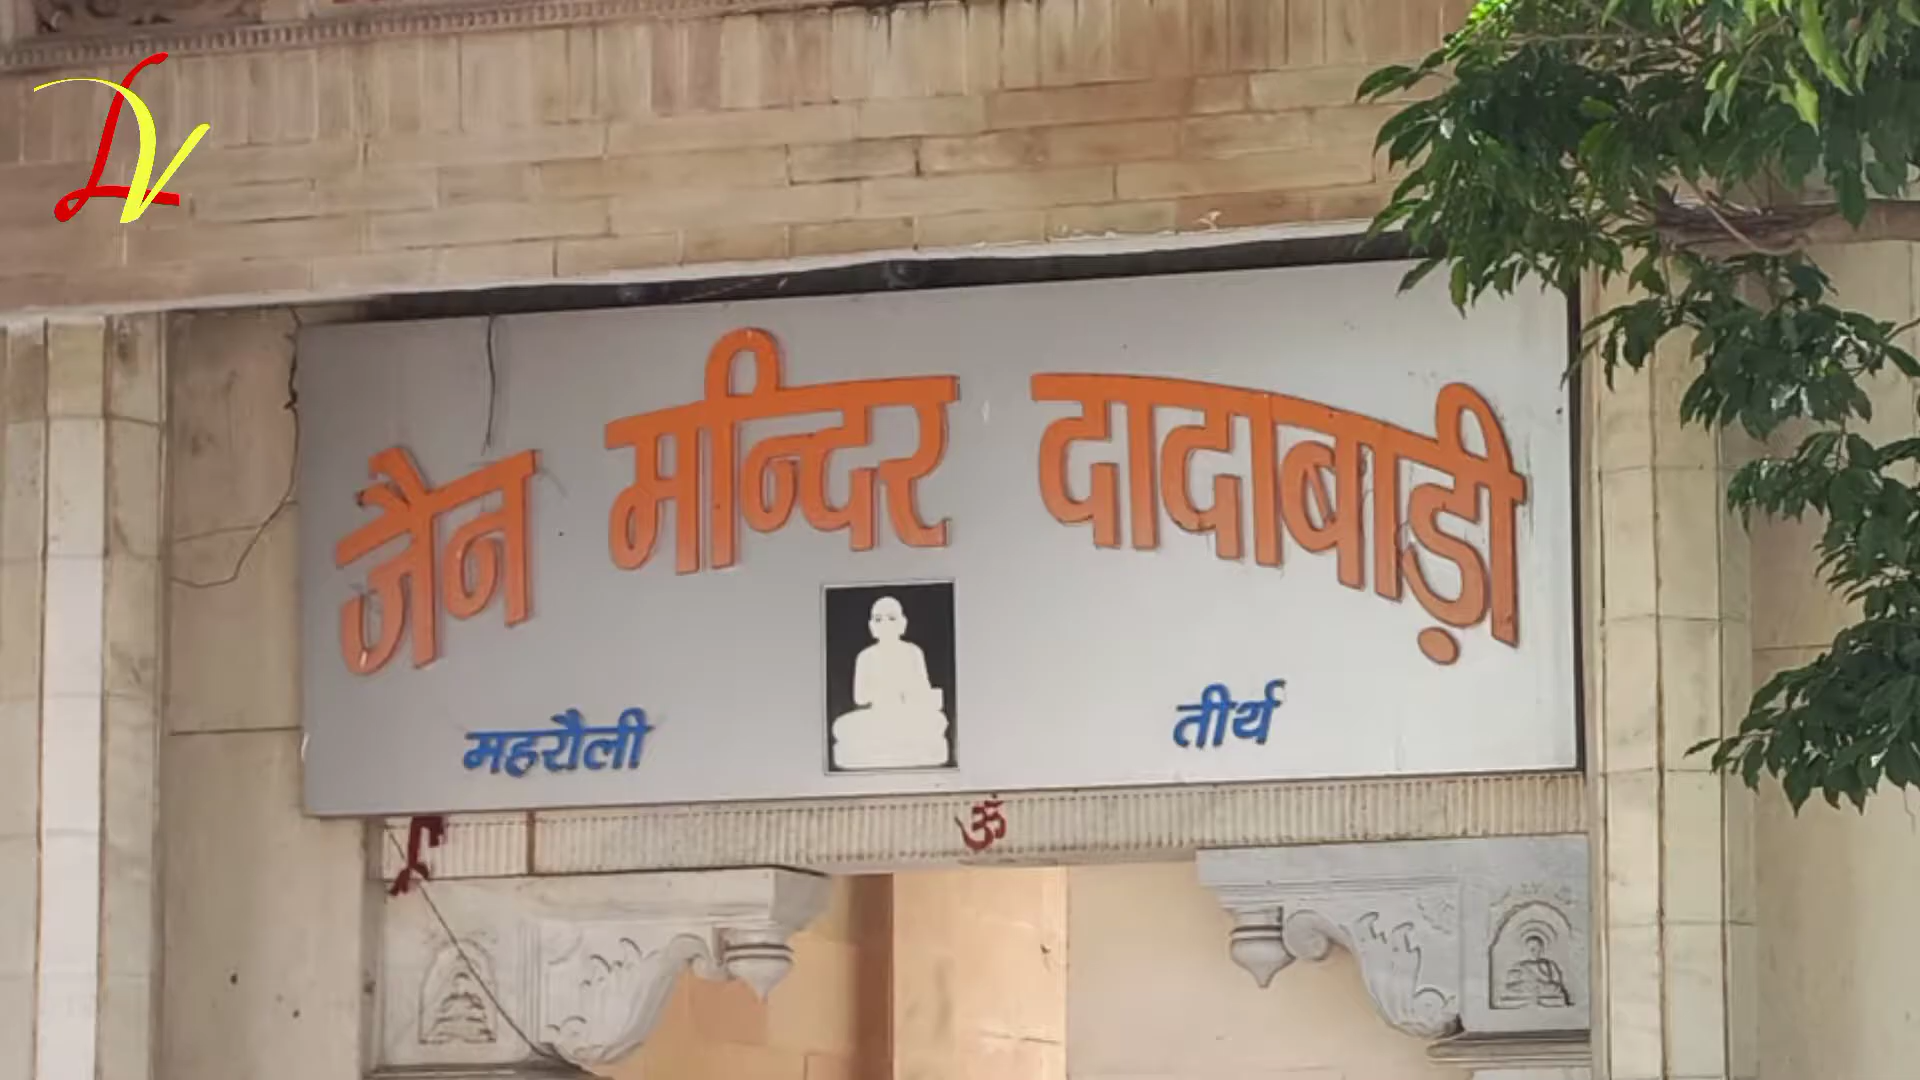 जैन मन्दिर दादाबाड़ी
महरौली तीर्थ
ॐ